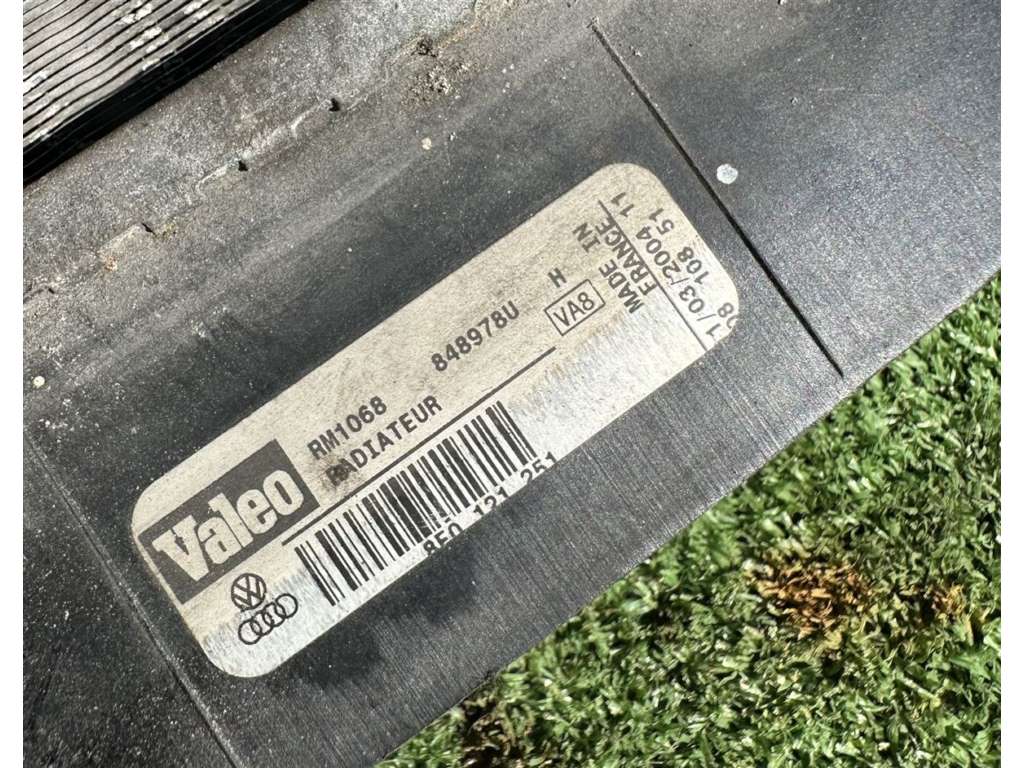 Valeo
RM1068 848978U H
RADIATEUR VA8
MADE IN
FRANCE
1/03/2004 11
108 51
8E0 121 251